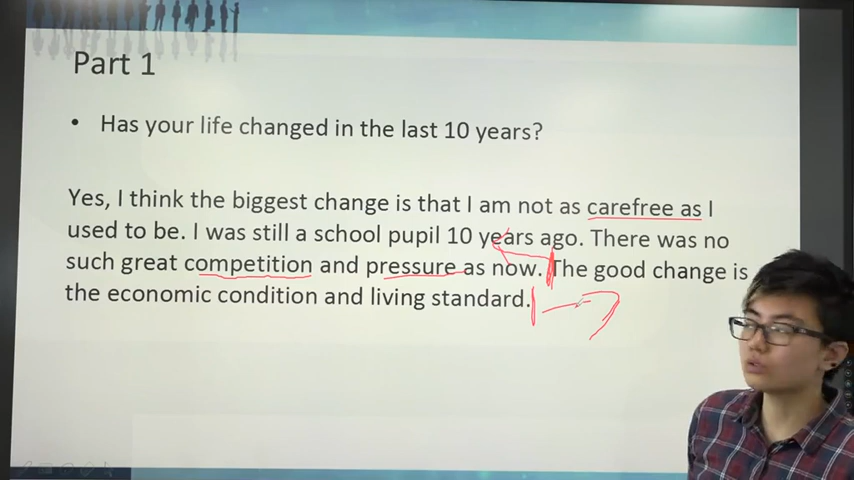 Part 1
• Has your life changed in the last 10 years?
Yes, I think the biggest change is that I am not as carefree as I
used to be. I was still a school pupil 10 years ago. There was no
such great competition and pressure as now. The good change is
the economic condition and living standard.